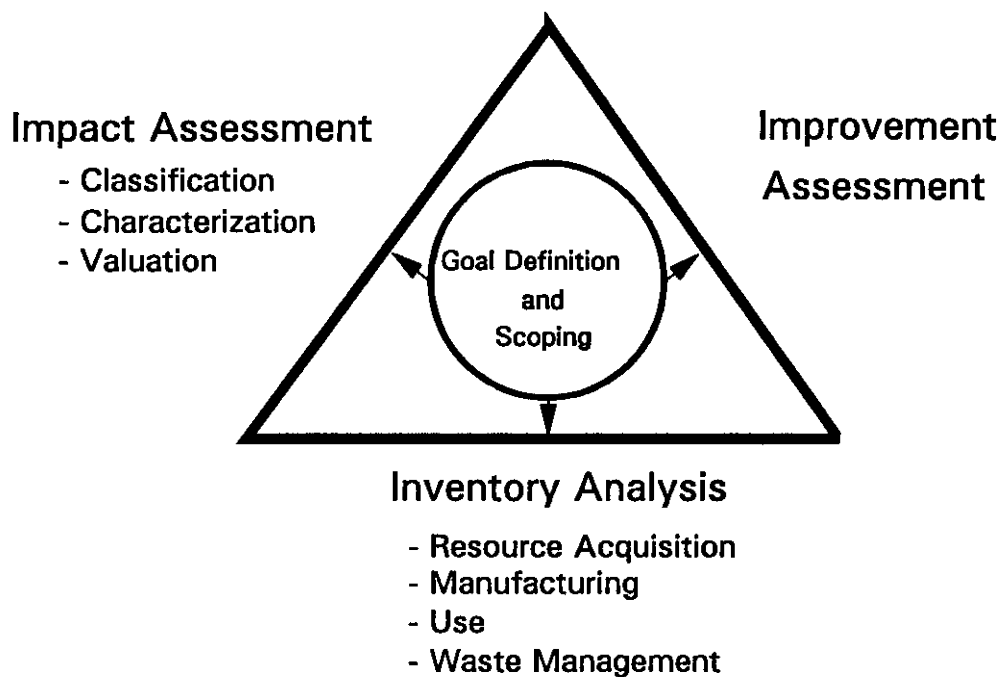 Impact Assessment
- Classification
- Characterization
- Valuation
Improvement
Assessment
Goal Definition
and
Scoping
Inventory Analysis
- Resource Acquisition
- Manufacturing
- Use
- Waste Management